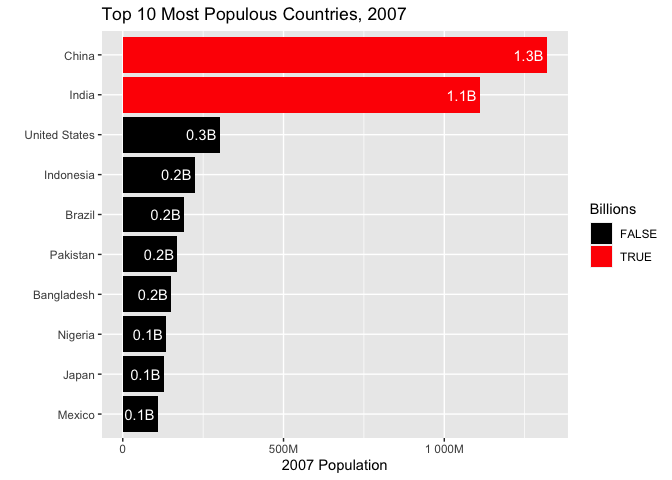 Top 10 Most Populous Countries, 2007
China
1.3B
India
1.1B
United States
0.3B
Indonesia
0.2B
Brazil
0.2B
Pakistan
0.2B
Bangladesh
0.2B
Nigeria
0.1B
Japan
0.1B
Mexico
0.1B
0
500M
1 000M
2007 Population
Billions
FALSE
TRUE